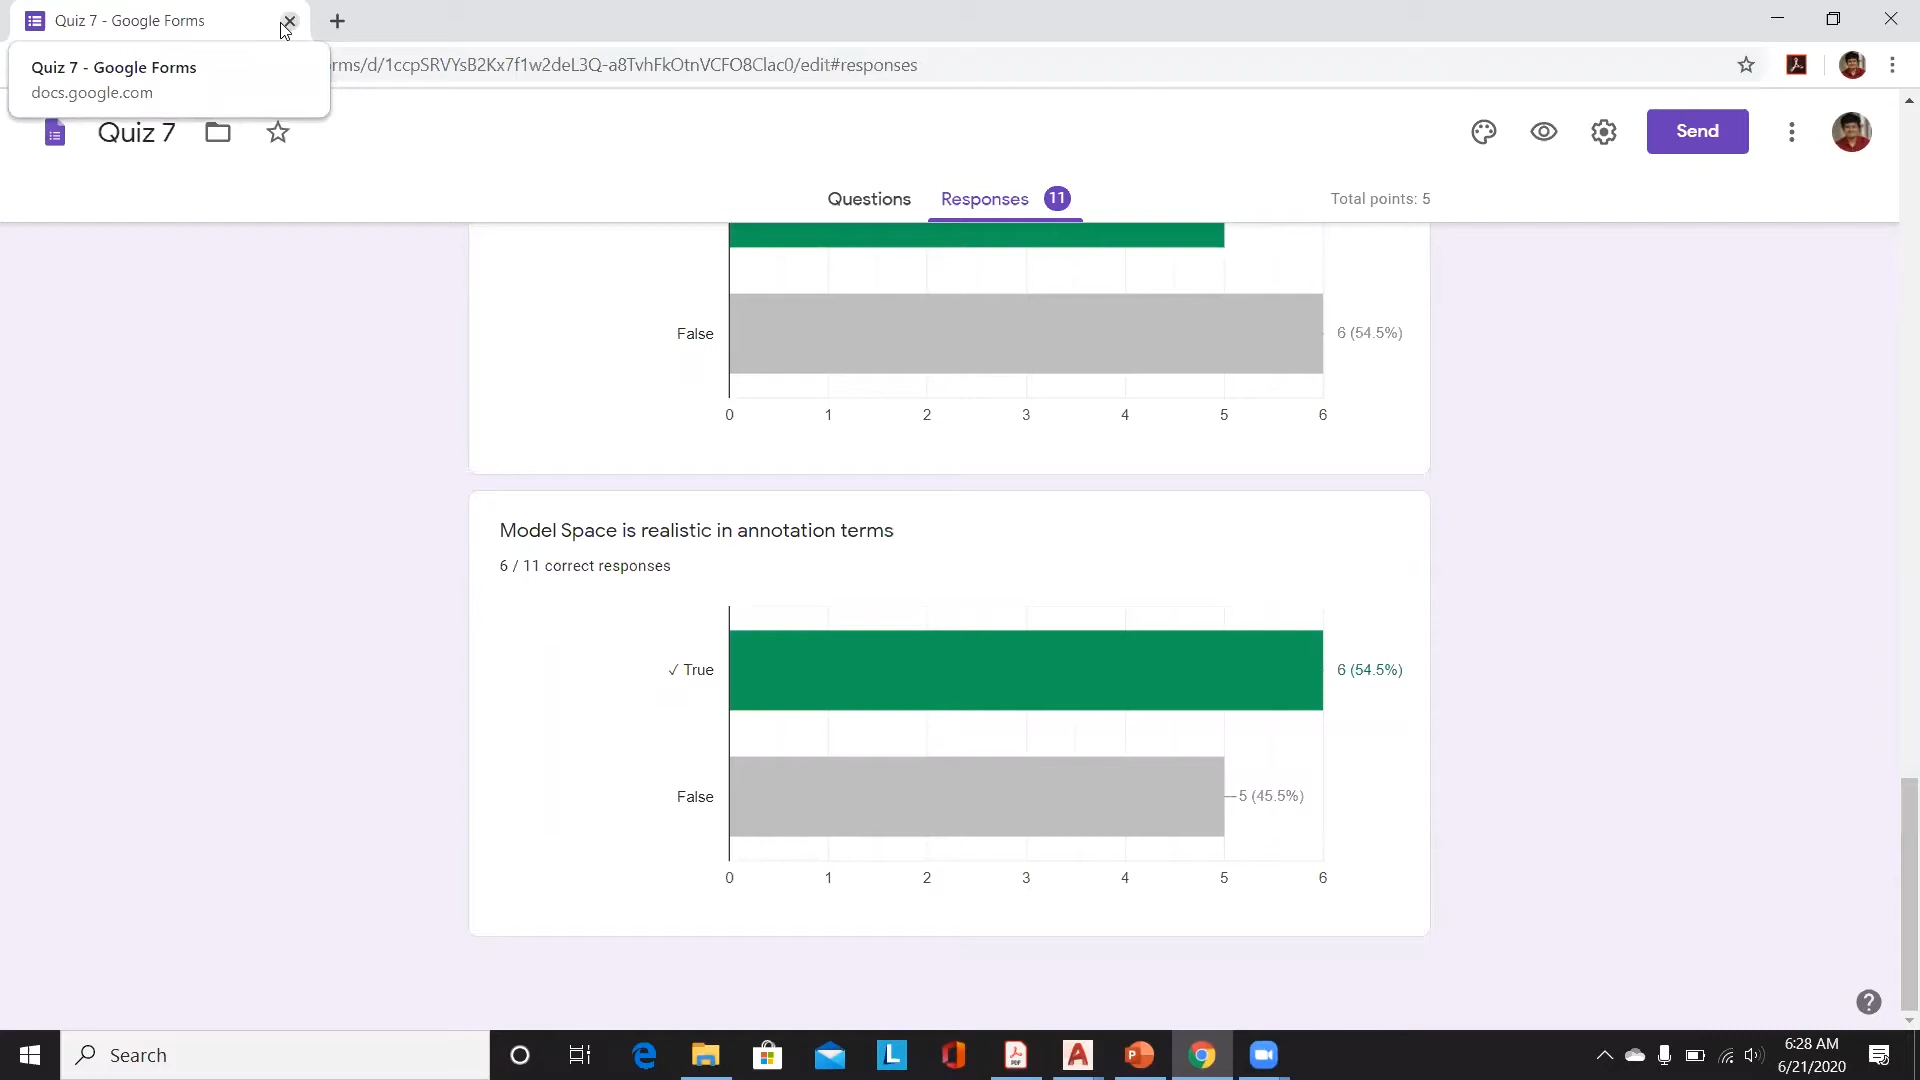 Quiz 7 - Google Forms
Quiz 7 - Google Forms
docs.google.com
rms/d/1ccpSRVYsB2Kx7f1w2deL3Q-a8TvhFkOtnVCFO8Clac0/edit#responses
Quiz 7
Send
Questions Responses 11 Total points: 5
False 6 (54.5%)
0 1 2 3 4 5 6
Model Space is realistic in annotation terms
6 / 11 correct responses
✓ True 6 (54.5%)
False 5 (45.5%)
0 1 2 3 4 5 6
Search
6:28 AM
6/21/2020